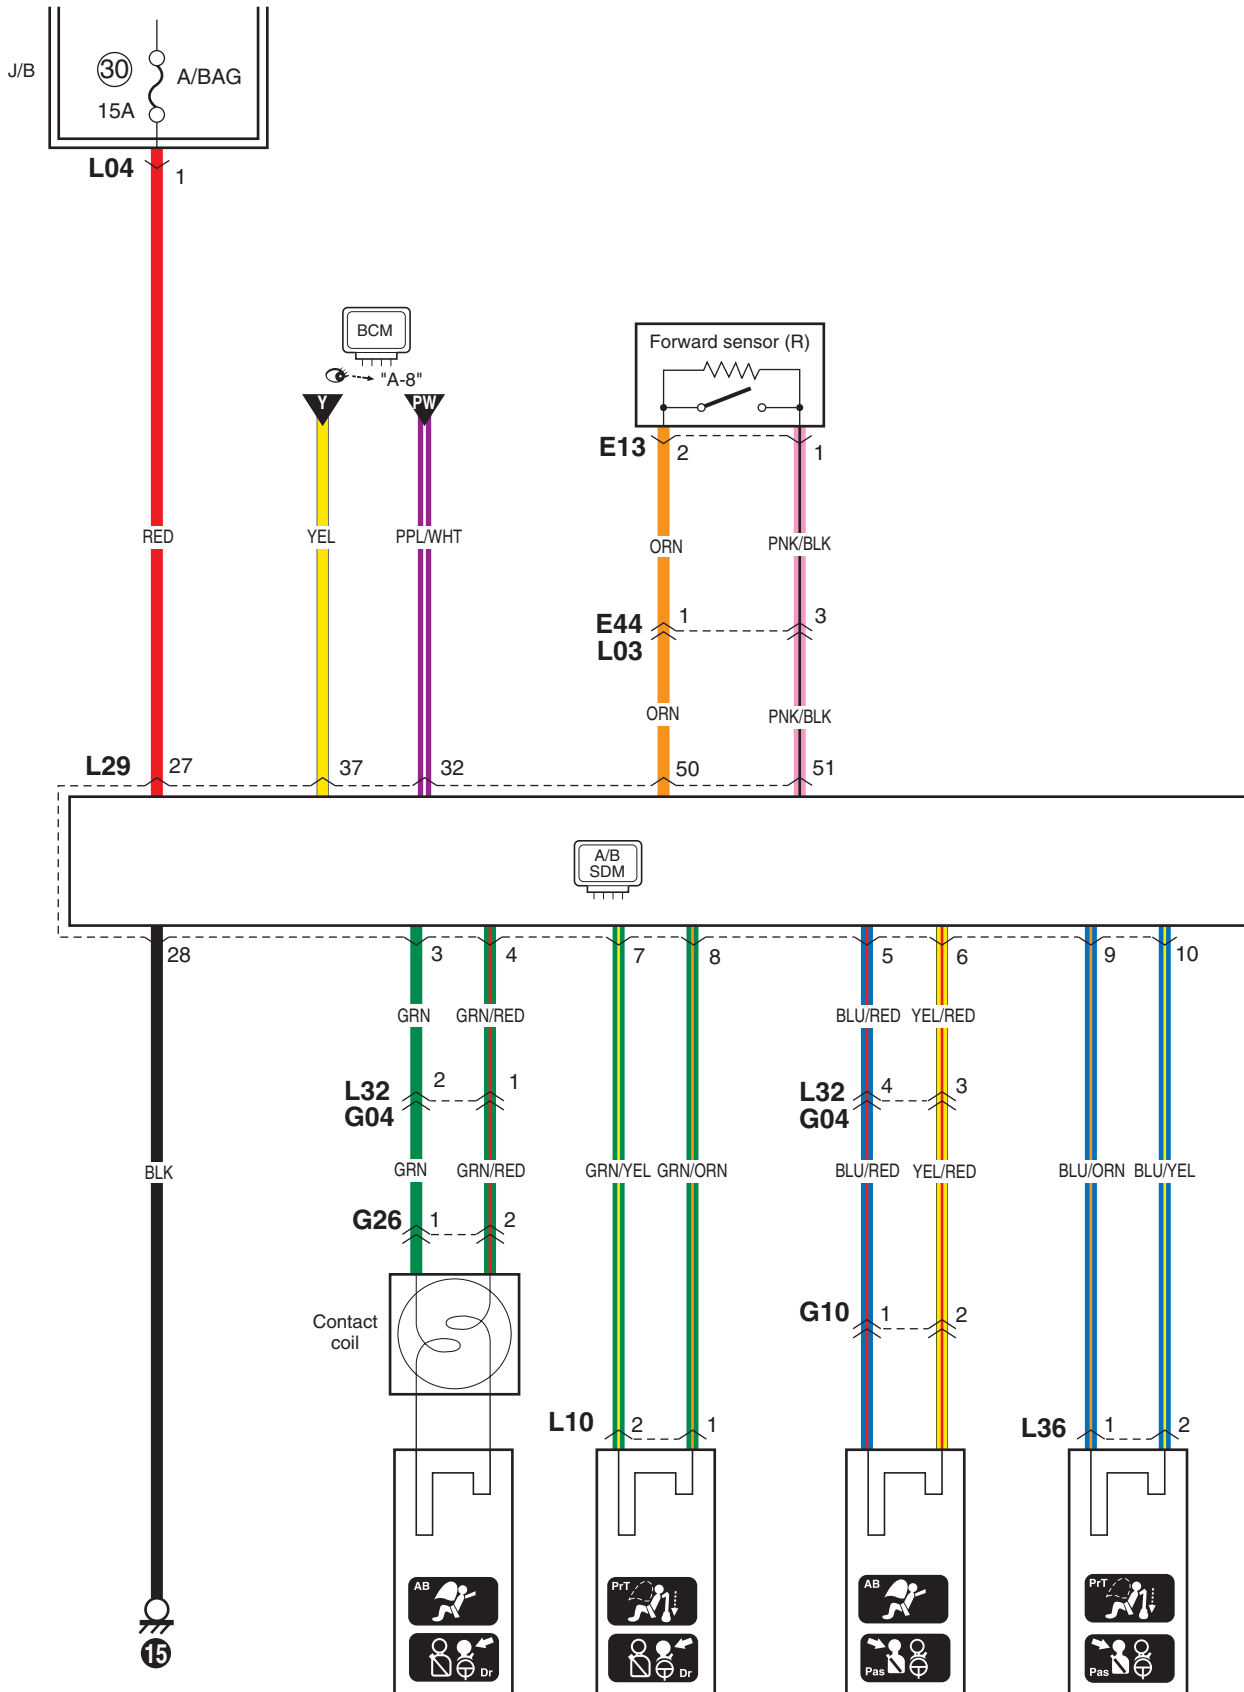 J/B
30
A/BAG
15A
L04
1
BCM
"A-8"
Y
PW
Forward sensor (R)
E13
2
1
RED
YEL
PPL/WHT
ORN
PNK/BLK
E44
1
3
L03
ORN
PNK/BLK
L29
27
37
32
50
51
A/B
SDM
28
3
4
7
8
5
6
9
10
GRN
GRN/RED
BLU/RED
YEL/RED
L32
2
1
G04
L32
4
3
G04
BLK
GRN
GRN/RED
GRN/YEL
GRN/ORN
BLU/RED
YEL/RED
BLU/ORN
BLU/YEL
G26
1
2
Contact
coil
G10
1
2
L10
2
1
L36
1
2
AB
PrT
AB
PrT
Dr
Dr
Pas
Pas
15